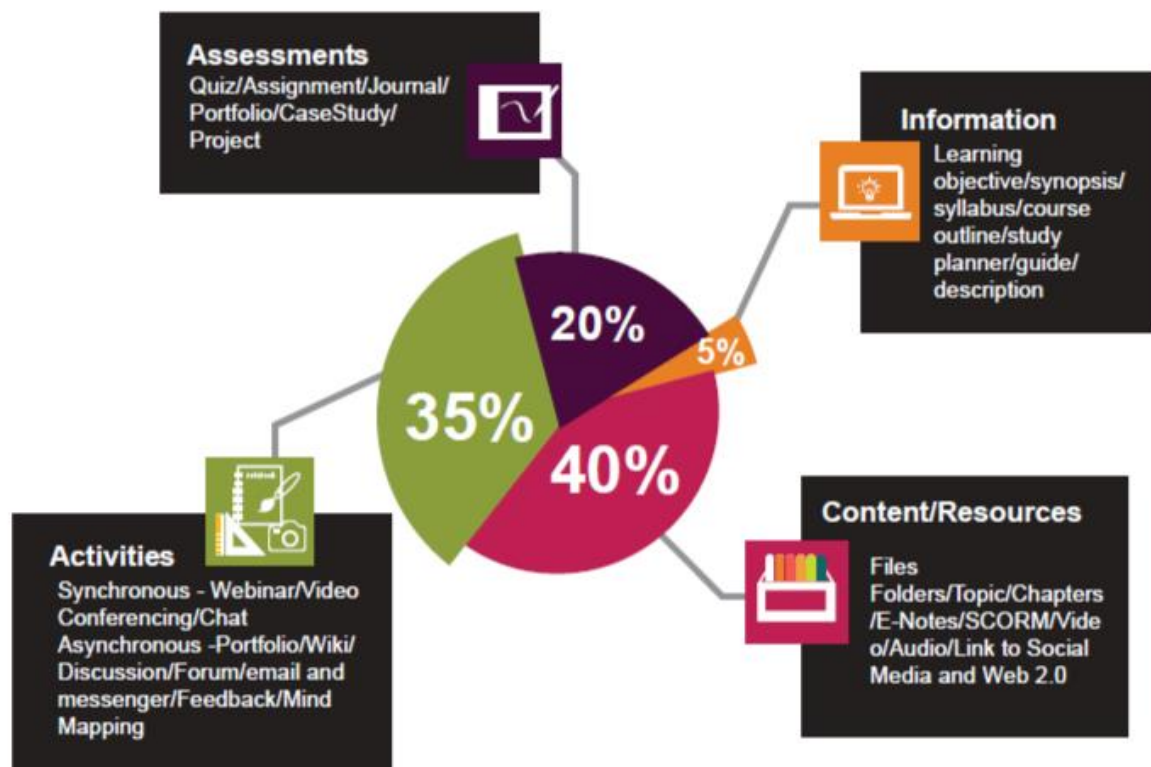 Assessments
Quiz/Assignment/Journal/
Portfolio/CaseStudy/
Project
Information
Learning
objective/synopsis/
syllabus/course
outline/study
planner/guide/
description
20%
5%
35%
40%
Activities
Synchronous - Webinar/Video
Conferencing/Chat
Asynchronous -Portfolio/Wiki/
Discussion/Forum/email and
messenger/Feedback/Mind
Mapping
Content/Resources
Files
Folders/Topic/Chapters
/E-Notes/SCORM/Vide
o/Audio/Link to Social
Media and Web 2.0